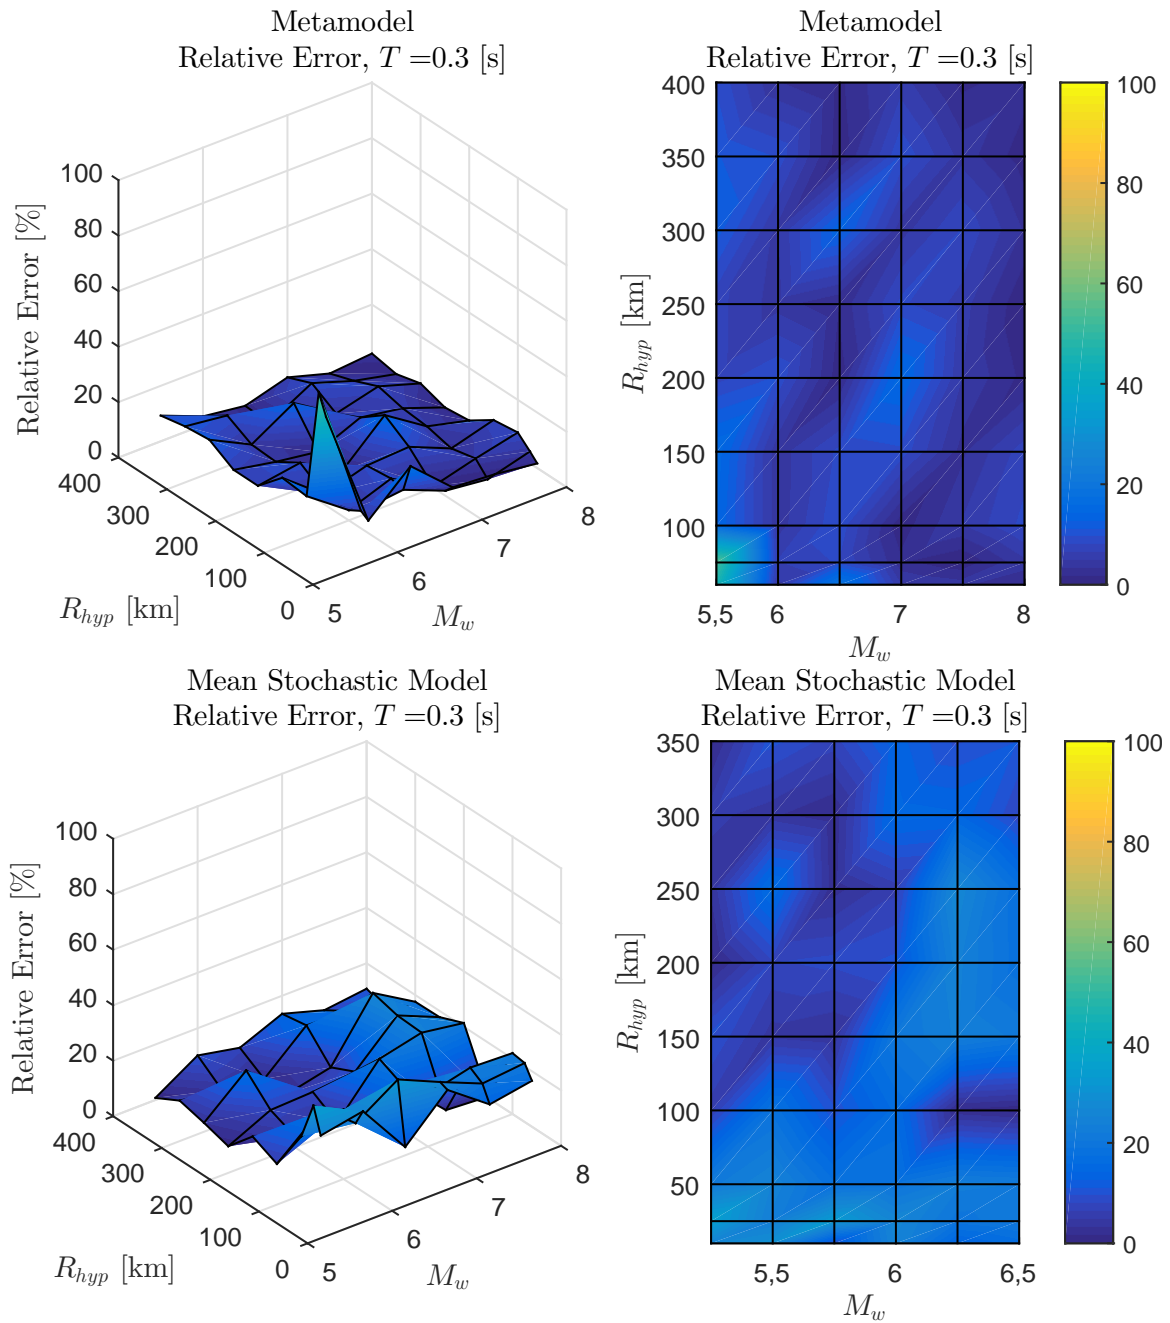 Metamodel
Relative Error, T =0.3 [s]
100
80
60
40
20
0
Relative Error [%]
400
300
200
100
0
R_hyp [km]
5
6
7
8
M_w
Metamodel
Relative Error, T =0.3 [s]
400
350
300
250
200
150
100
R_hyp [km]
5,5 6 7 8
M_w
100
80
60
40
20
0
Mean Stochastic Model
Relative Error, T =0.3 [s]
100
80
60
40
20
0
Relative Error [%]
400
300
200
100
0
R_hyp [km]
5
6
7
8
M_w
Mean Stochastic Model
Relative Error, T =0.3 [s]
350
300
250
200
150
100
50
R_hyp [km]
5,5 6 6,5
M_w
100
80
60
40
20
0